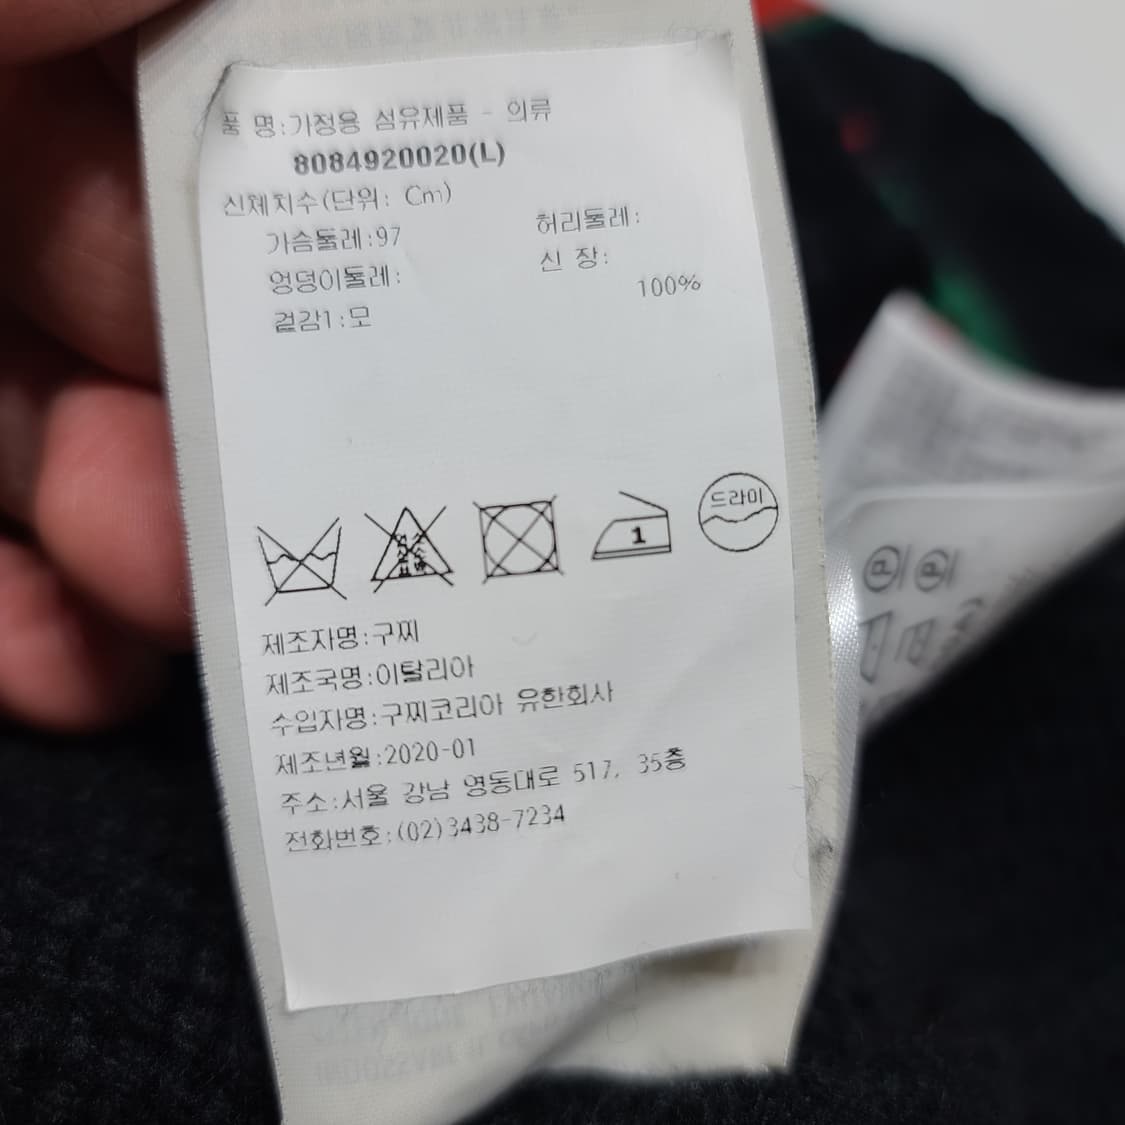 품 명:가정용 섬유제품 - 의류
8084920020(L)
신체치수(단위: Cm)
가슴둘레:97 허리둘레:
엉덩이둘레: 신 장:
겉감1:모 100%
드라이
1
제조자명:구찌
제조국명:이탈리아
수입자명:구찌코리아 유한회사
제조년월:2020-01
주소:서울 강남 영동대로 517, 35층
전화번호:(02)3438-7234
P P